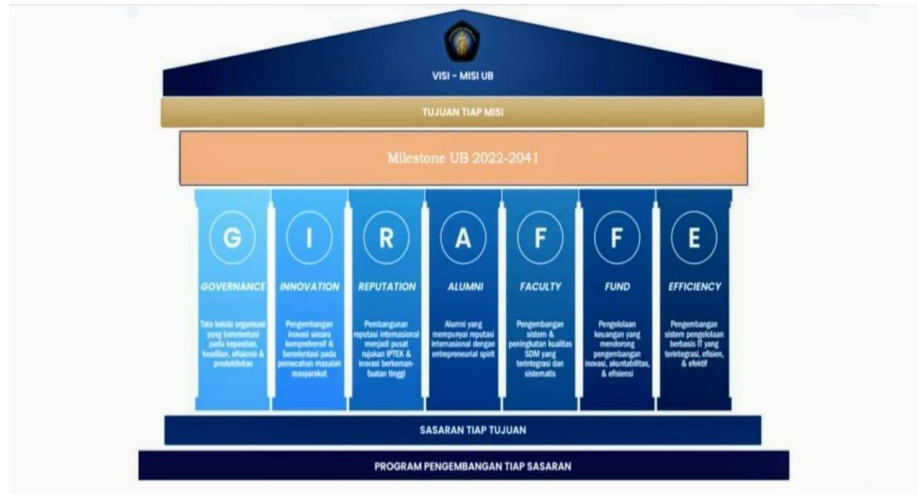 VISI - MISI UB
TUJUAN TIAP MISI
Milestone UB 2022-2041
G
GOVERNANCE
Tata kelola organisasi
yang berorientasi
pada kepastian,
keadilan, efisiensi &
produktivitas
I
INNOVATION
Pengembangan
inovasi secara
komprehensif &
berorientasi pada
pemecahan masalah
masyarakat
R
REPUTATION
Pembangunan
reputasi internasional
menjadi pusat
rujukan IPTEK &
inovasi berkeman-
faatan tinggi
A
ALUMNI
Alumni yang
mempunyai reputasi
internasional dengan
entrepreneurial spirit
F
FACULTY
Pengembangan
sistem &
peningkatan kualitas
SDM yang
terintegrasi dan
sistematis
F
FUND
Pengelolaan
keuangan yang
mendorong
pengembangan
inovasi, akuntabilitas,
& efisiensi
E
EFFICIENCY
Pengembangan
sistem pengelolaan
berbasis IT yang
terintegrasi, efisien,
& efektif
SASARAN TIAP TUJUAN
PROGRAM PENGEMBANGAN TIAP SASARAN